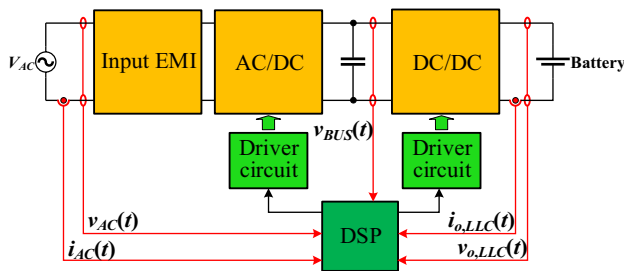 V_AC
Input EMI
AC/DC
DC/DC
Battery
v_BUS(t)
Driver
circuit
Driver
circuit
v_AC(t)
i_AC(t)
DSP
i_o,LLC(t)
v_o,LLC(t)